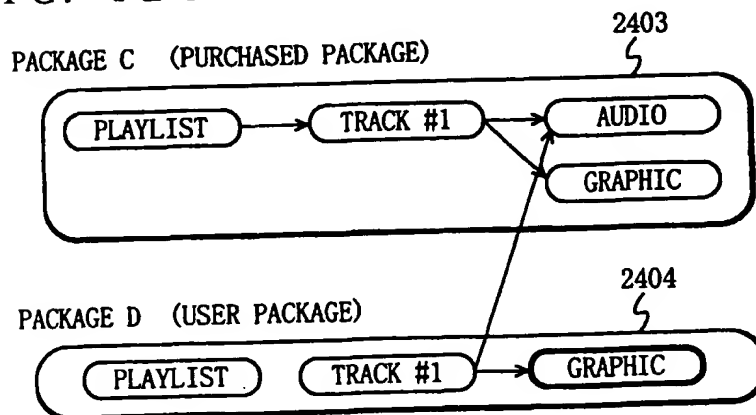 2403
PACKAGE C (PURCHASED PACKAGE)
PLAYLIST
TRACK #1
AUDIO
GRAPHIC
2404
PACKAGE D (USER PACKAGE)
PLAYLIST
TRACK #1
GRAPHIC